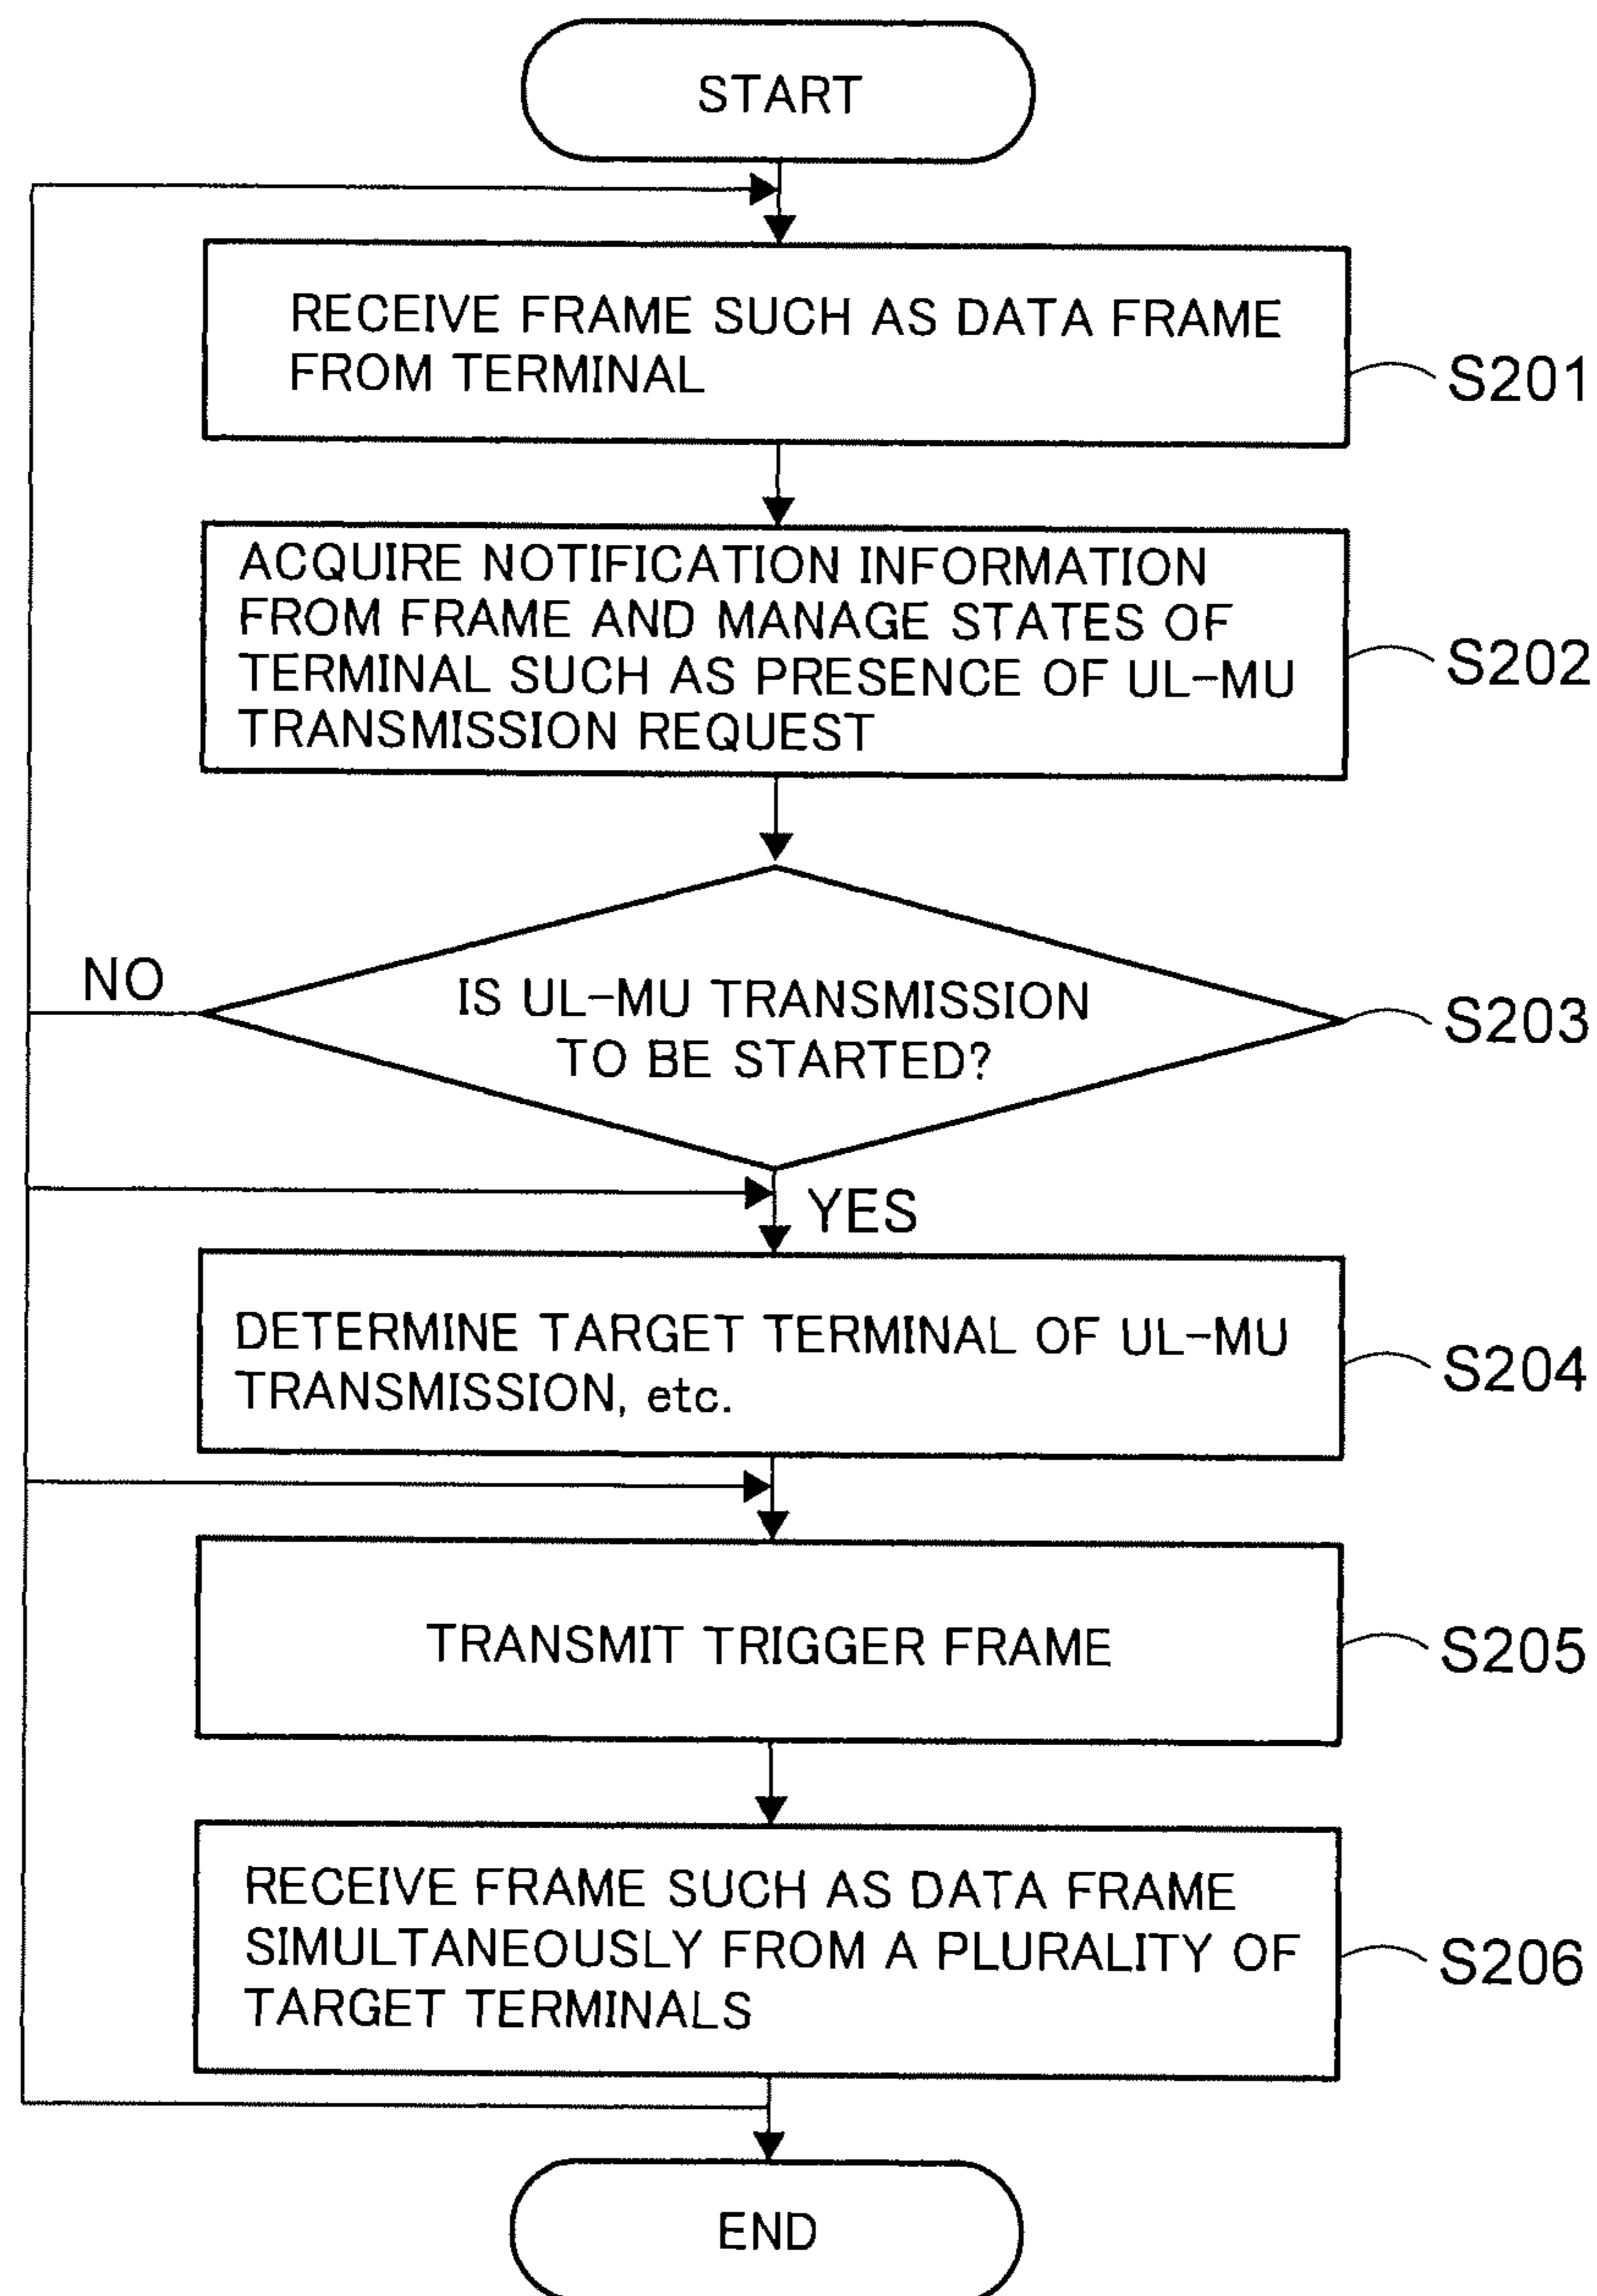 START
RECEIVE FRAME SUCH AS DATA FRAME
FROM TERMINAL
S201
ACQUIRE NOTIFICATION INFORMATION
FROM FRAME AND MANAGE STATES OF
TERMINAL SUCH AS PRESENCE OF UL-MU
TRANSMISSION REQUEST
S202
NO
IS UL-MU TRANSMISSION
TO BE STARTED?
S203
YES
DETERMINE TARGET TERMINAL OF UL-MU
TRANSMISSION, etc.
S204
TRANSMIT TRIGGER FRAME
S205
RECEIVE FRAME SUCH AS DATA FRAME
SIMULTANEOUSLY FROM A PLURALITY OF
TARGET TERMINALS
S206
END